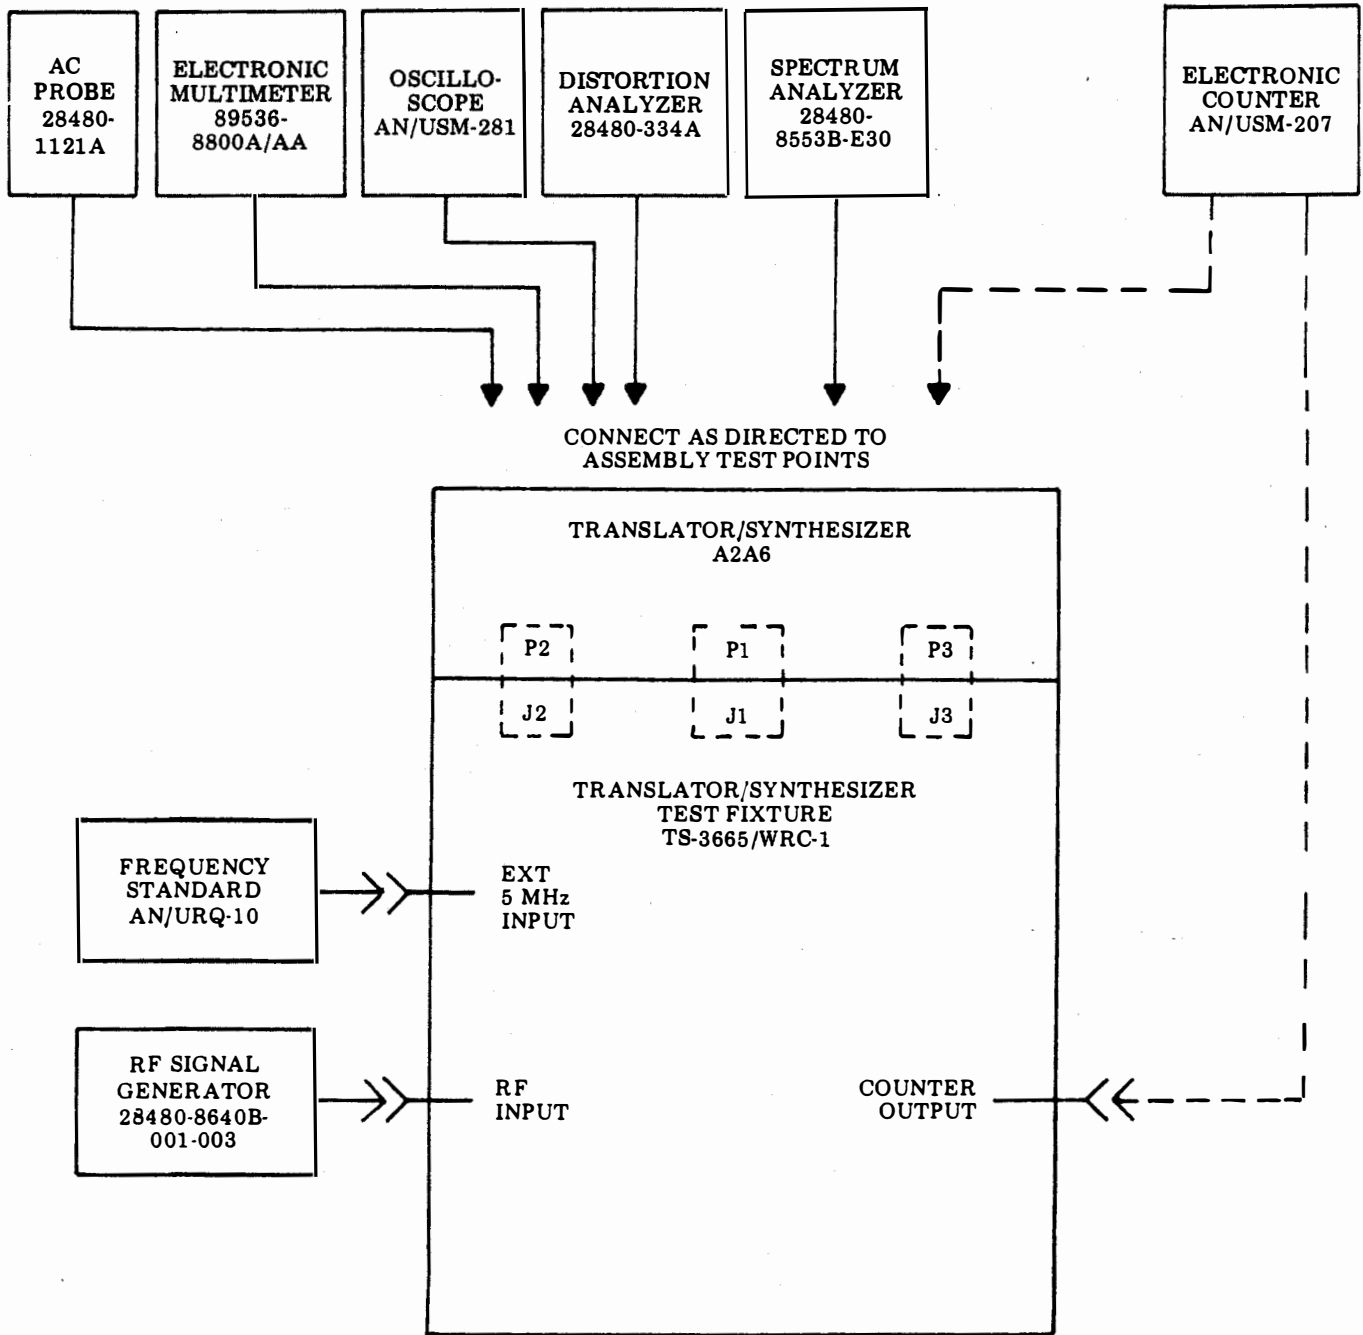 AC
PROBE
28480-
1121A
ELECTRONIC
MULTIMETER
89536-
8800A/AA
OSCILLO-
SCOPE
AN/USM-281
DISTORTION
ANALYZER
28480-334A
SPECTRUM
ANALYZER
28480-
8553B-E30
ELECTRONIC
COUNTER
AN/USM-207
CONNECT AS DIRECTED TO
ASSEMBLY TEST POINTS
TRANSLATOR/SYNTHESIZER
A2A6
P2
P1
P3
J2
J1
J3
TRANSLATOR/SYNTHESIZER
TEST FIXTURE
TS-3665/WRC-1
FREQUENCY
STANDARD
AN/URQ-10
EXT
5 MHz
INPUT
RF SIGNAL
GENERATOR
28480-8640B-
001-003
RF
INPUT
COUNTER
OUTPUT